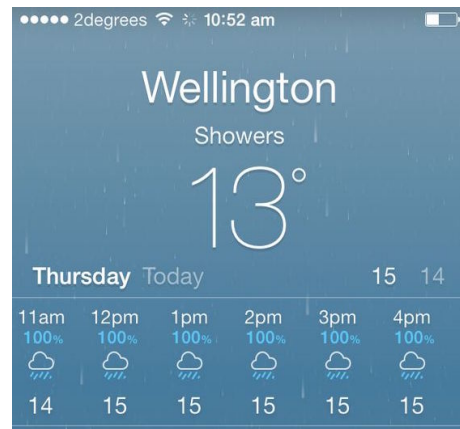 2degrees 10:52 am
Wellington
Showers
13°
Thursday Today 15 14
11am 12pm 1pm 2pm 3pm 4pm
100% 100% 100% 100% 100% 100%
14 15 15 15 15 15